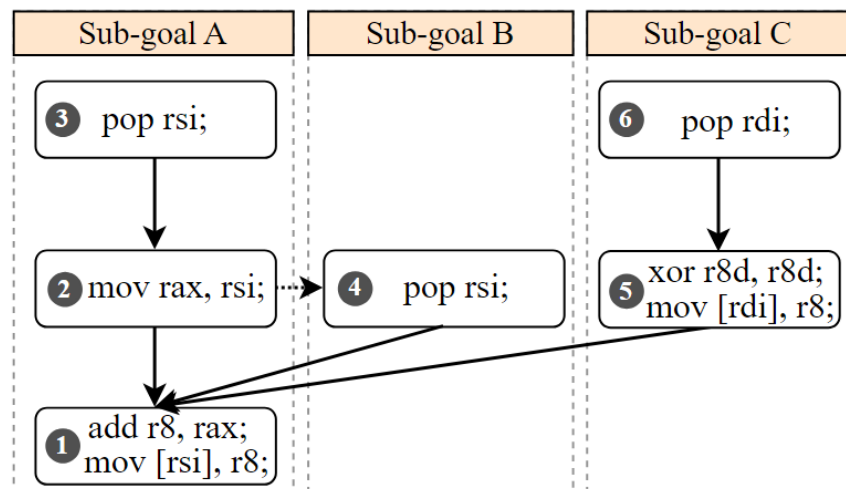 Sub-goal A
Sub-goal B
Sub-goal C
3 pop rsi;
6 pop rdi;
2 mov rax, rsi;
4 pop rsi;
5 xor r8d, r8d;
mov [rdi], r8;
1 add r8, rax;
mov [rsi], r8;